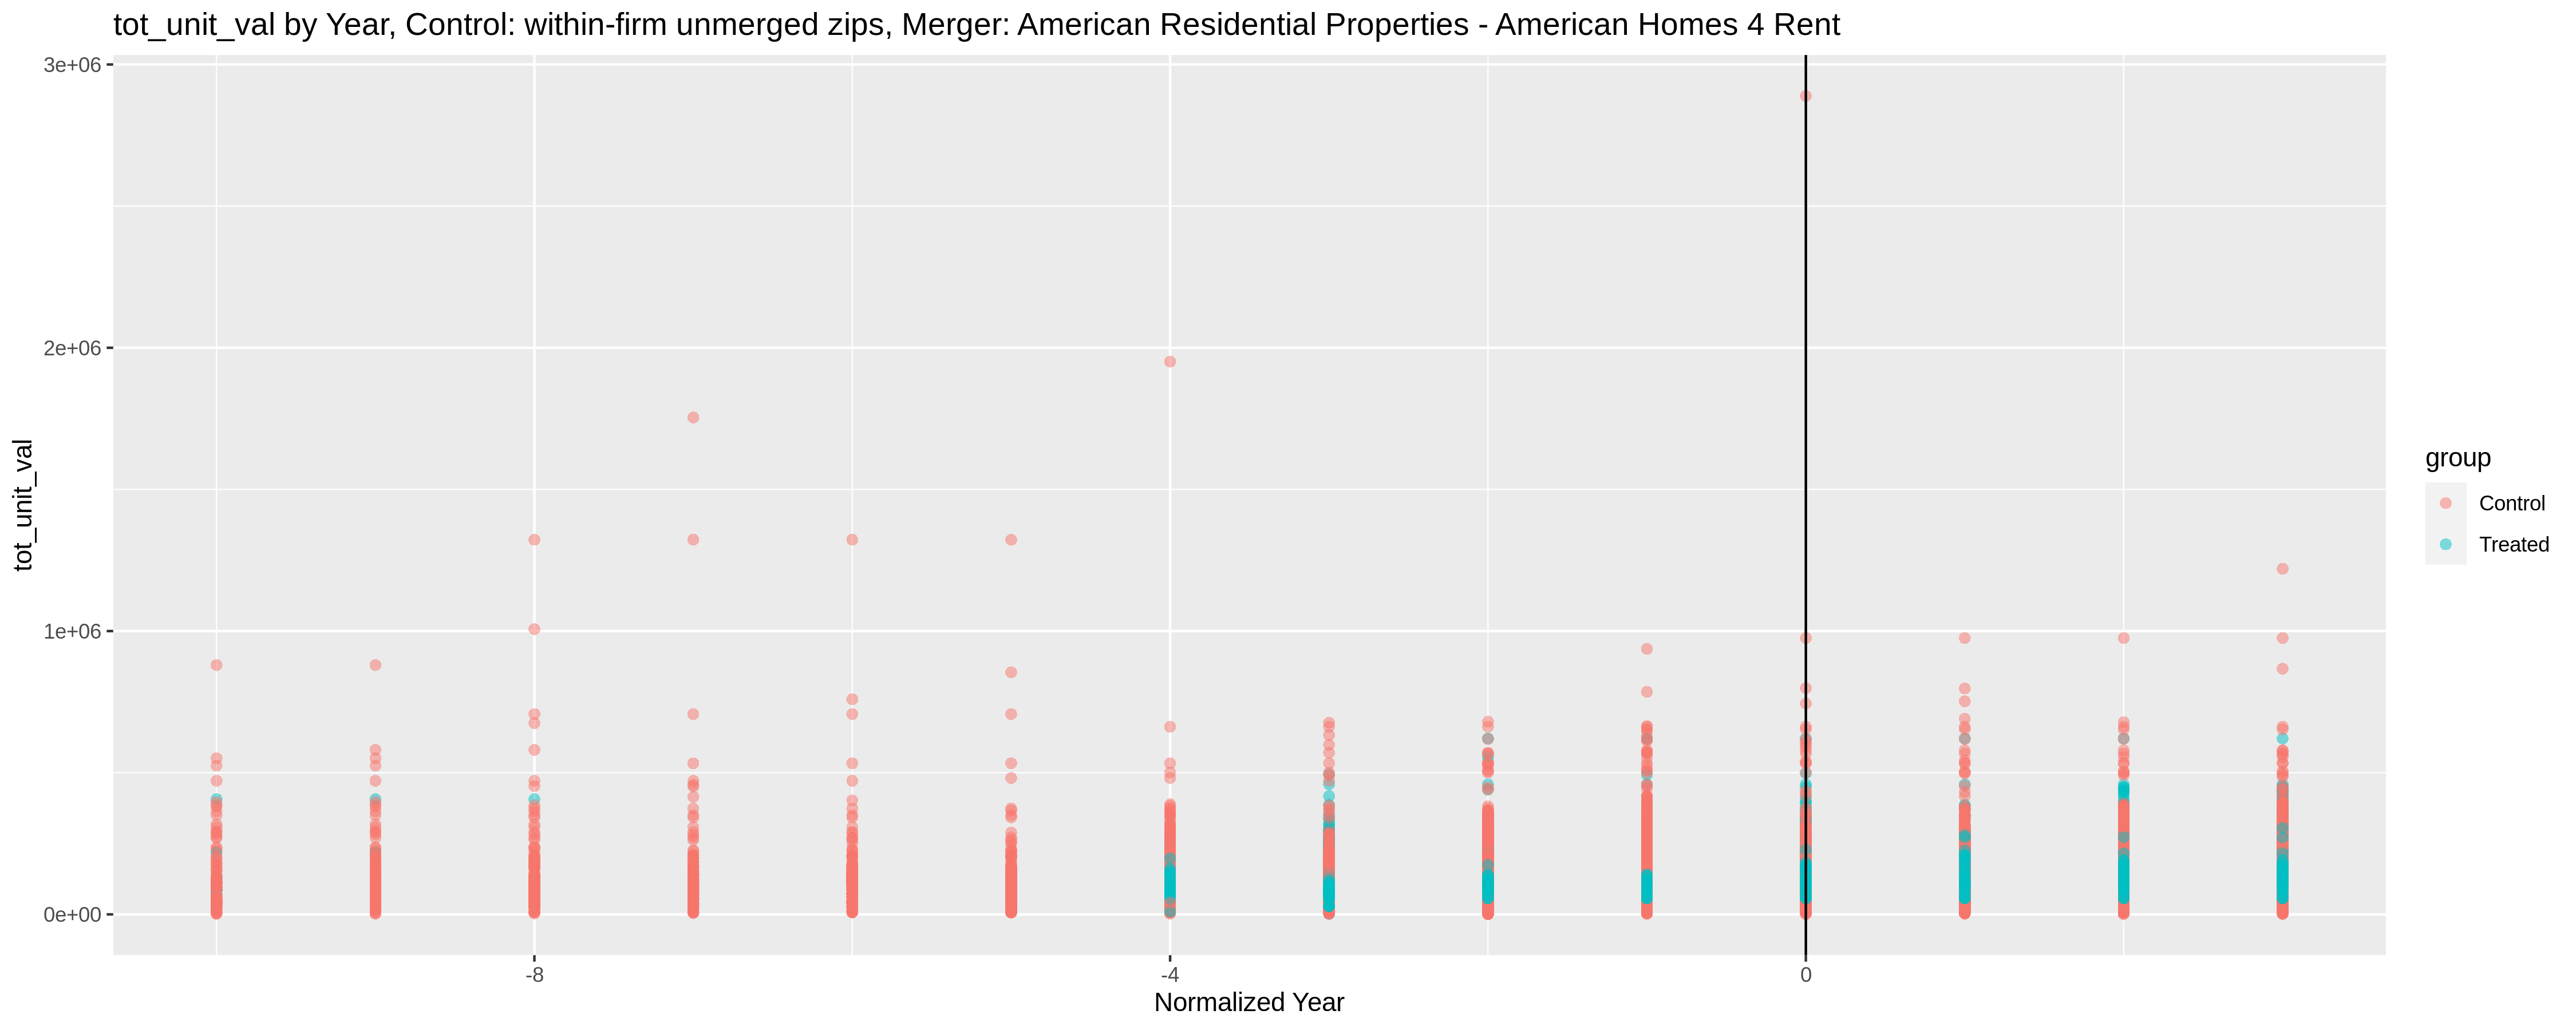 tot_unit_val by Year, Control: within-firm unmerged zips, Merger: American Residential Properties - American Homes 4 Rent
3e+06
2e+06
1e+06
0e+00
tot_unit_val
-8
-4
0
Normalized Year
group
Control
Treated